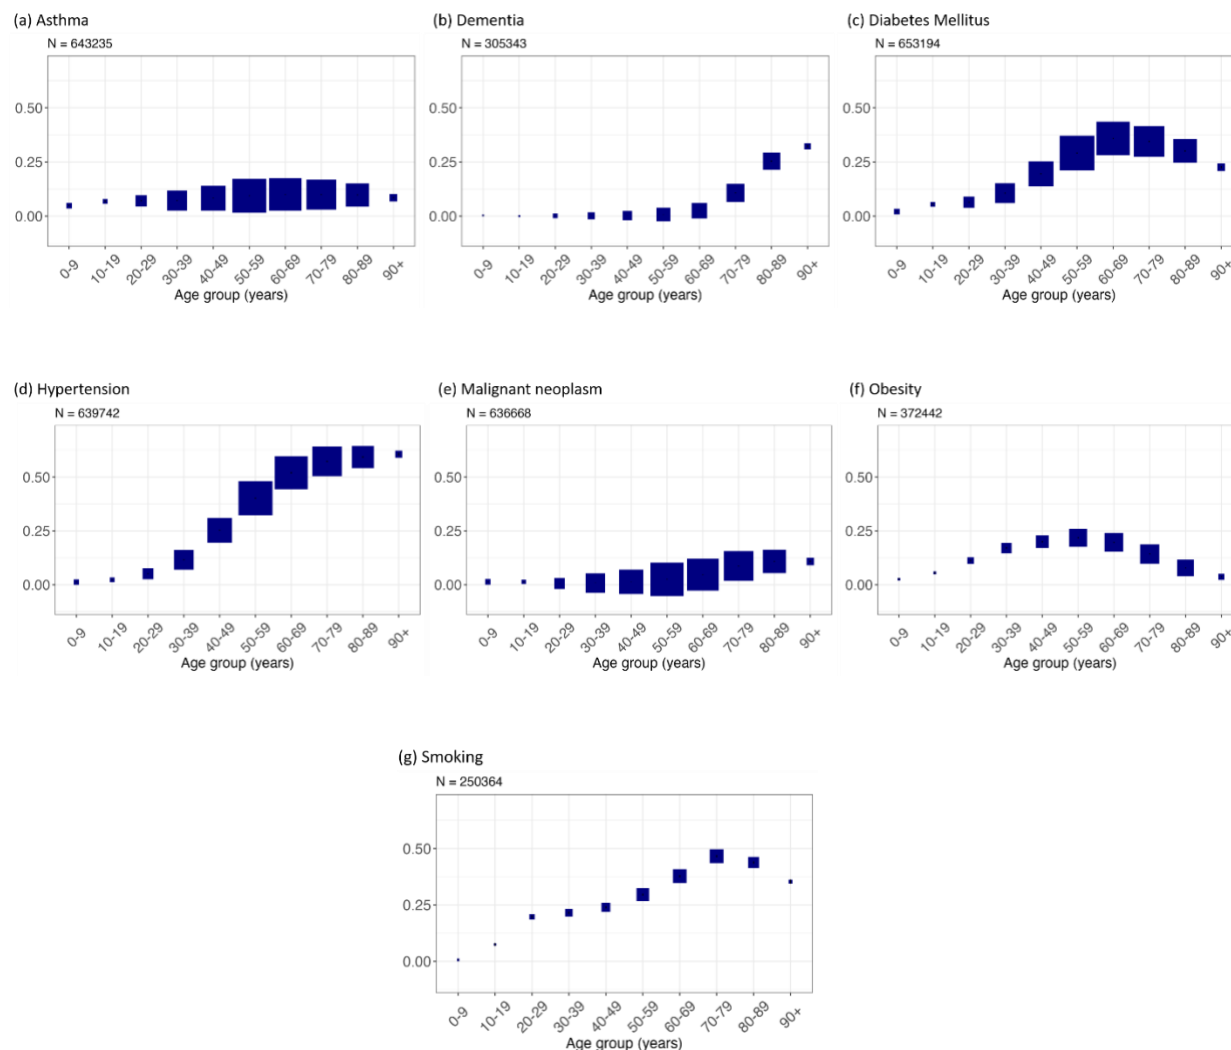 (a) Asthma
N = 643235
0.50
0.25
0.00
0-9 10-19 20-29 30-39 40-49 50-59 60-69 70-79 80-89 90+
Age group (years)
(b) Dementia
N = 305343
0.50
0.25
0.00
0-9 10-19 20-29 30-39 40-49 50-59 60-69 70-79 80-89 90+
Age group (years)
(c) Diabetes Mellitus
N = 653194
0.50
0.25
0.00
0-9 10-19 20-29 30-39 40-49 50-59 60-69 70-79 80-89 90+
Age group (years)
(d) Hypertension
N = 639742
0.50
0.25
0.00
0-9 10-19 20-29 30-39 40-49 50-59 60-69 70-79 80-89 90+
Age group (years)
(e) Malignant neoplasm
N = 636668
0.50
0.25
0.00
0-9 10-19 20-29 30-39 40-49 50-59 60-69 70-79 80-89 90+
Age group (years)
(f) Obesity
N = 372442
0.50
0.25
0.00
0-9 10-19 20-29 30-39 40-49 50-59 60-69 70-79 80-89 90+
Age group (years)
(g) Smoking
N = 250364
0.50
0.25
0.00
0-9 10-19 20-29 30-39 40-49 50-59 60-69 70-79 80-89 90+
Age group (years)